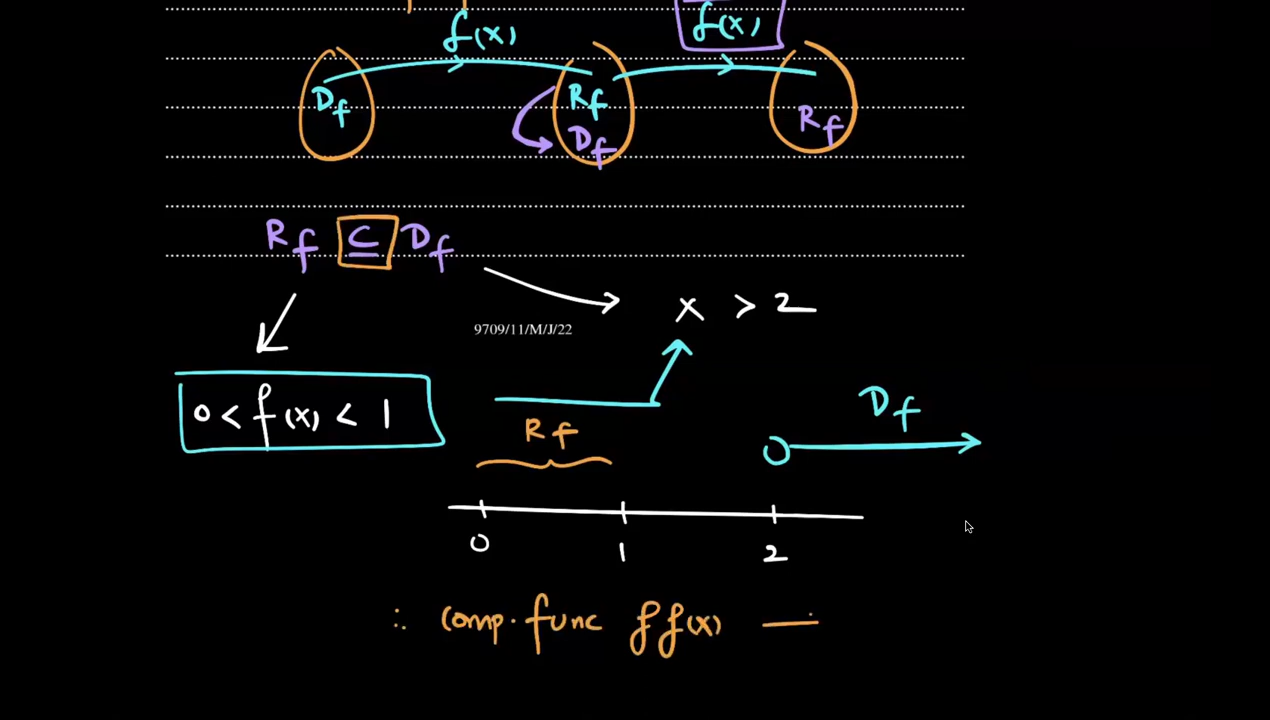 f(x) f(x)
Df Rf Rf
Df
Rf ⊆ Df
x > 2
9709/11/M/J/22
0 < f(x) < 1
Df
Rf
0 1 2
∴ comp. func ff(x) —